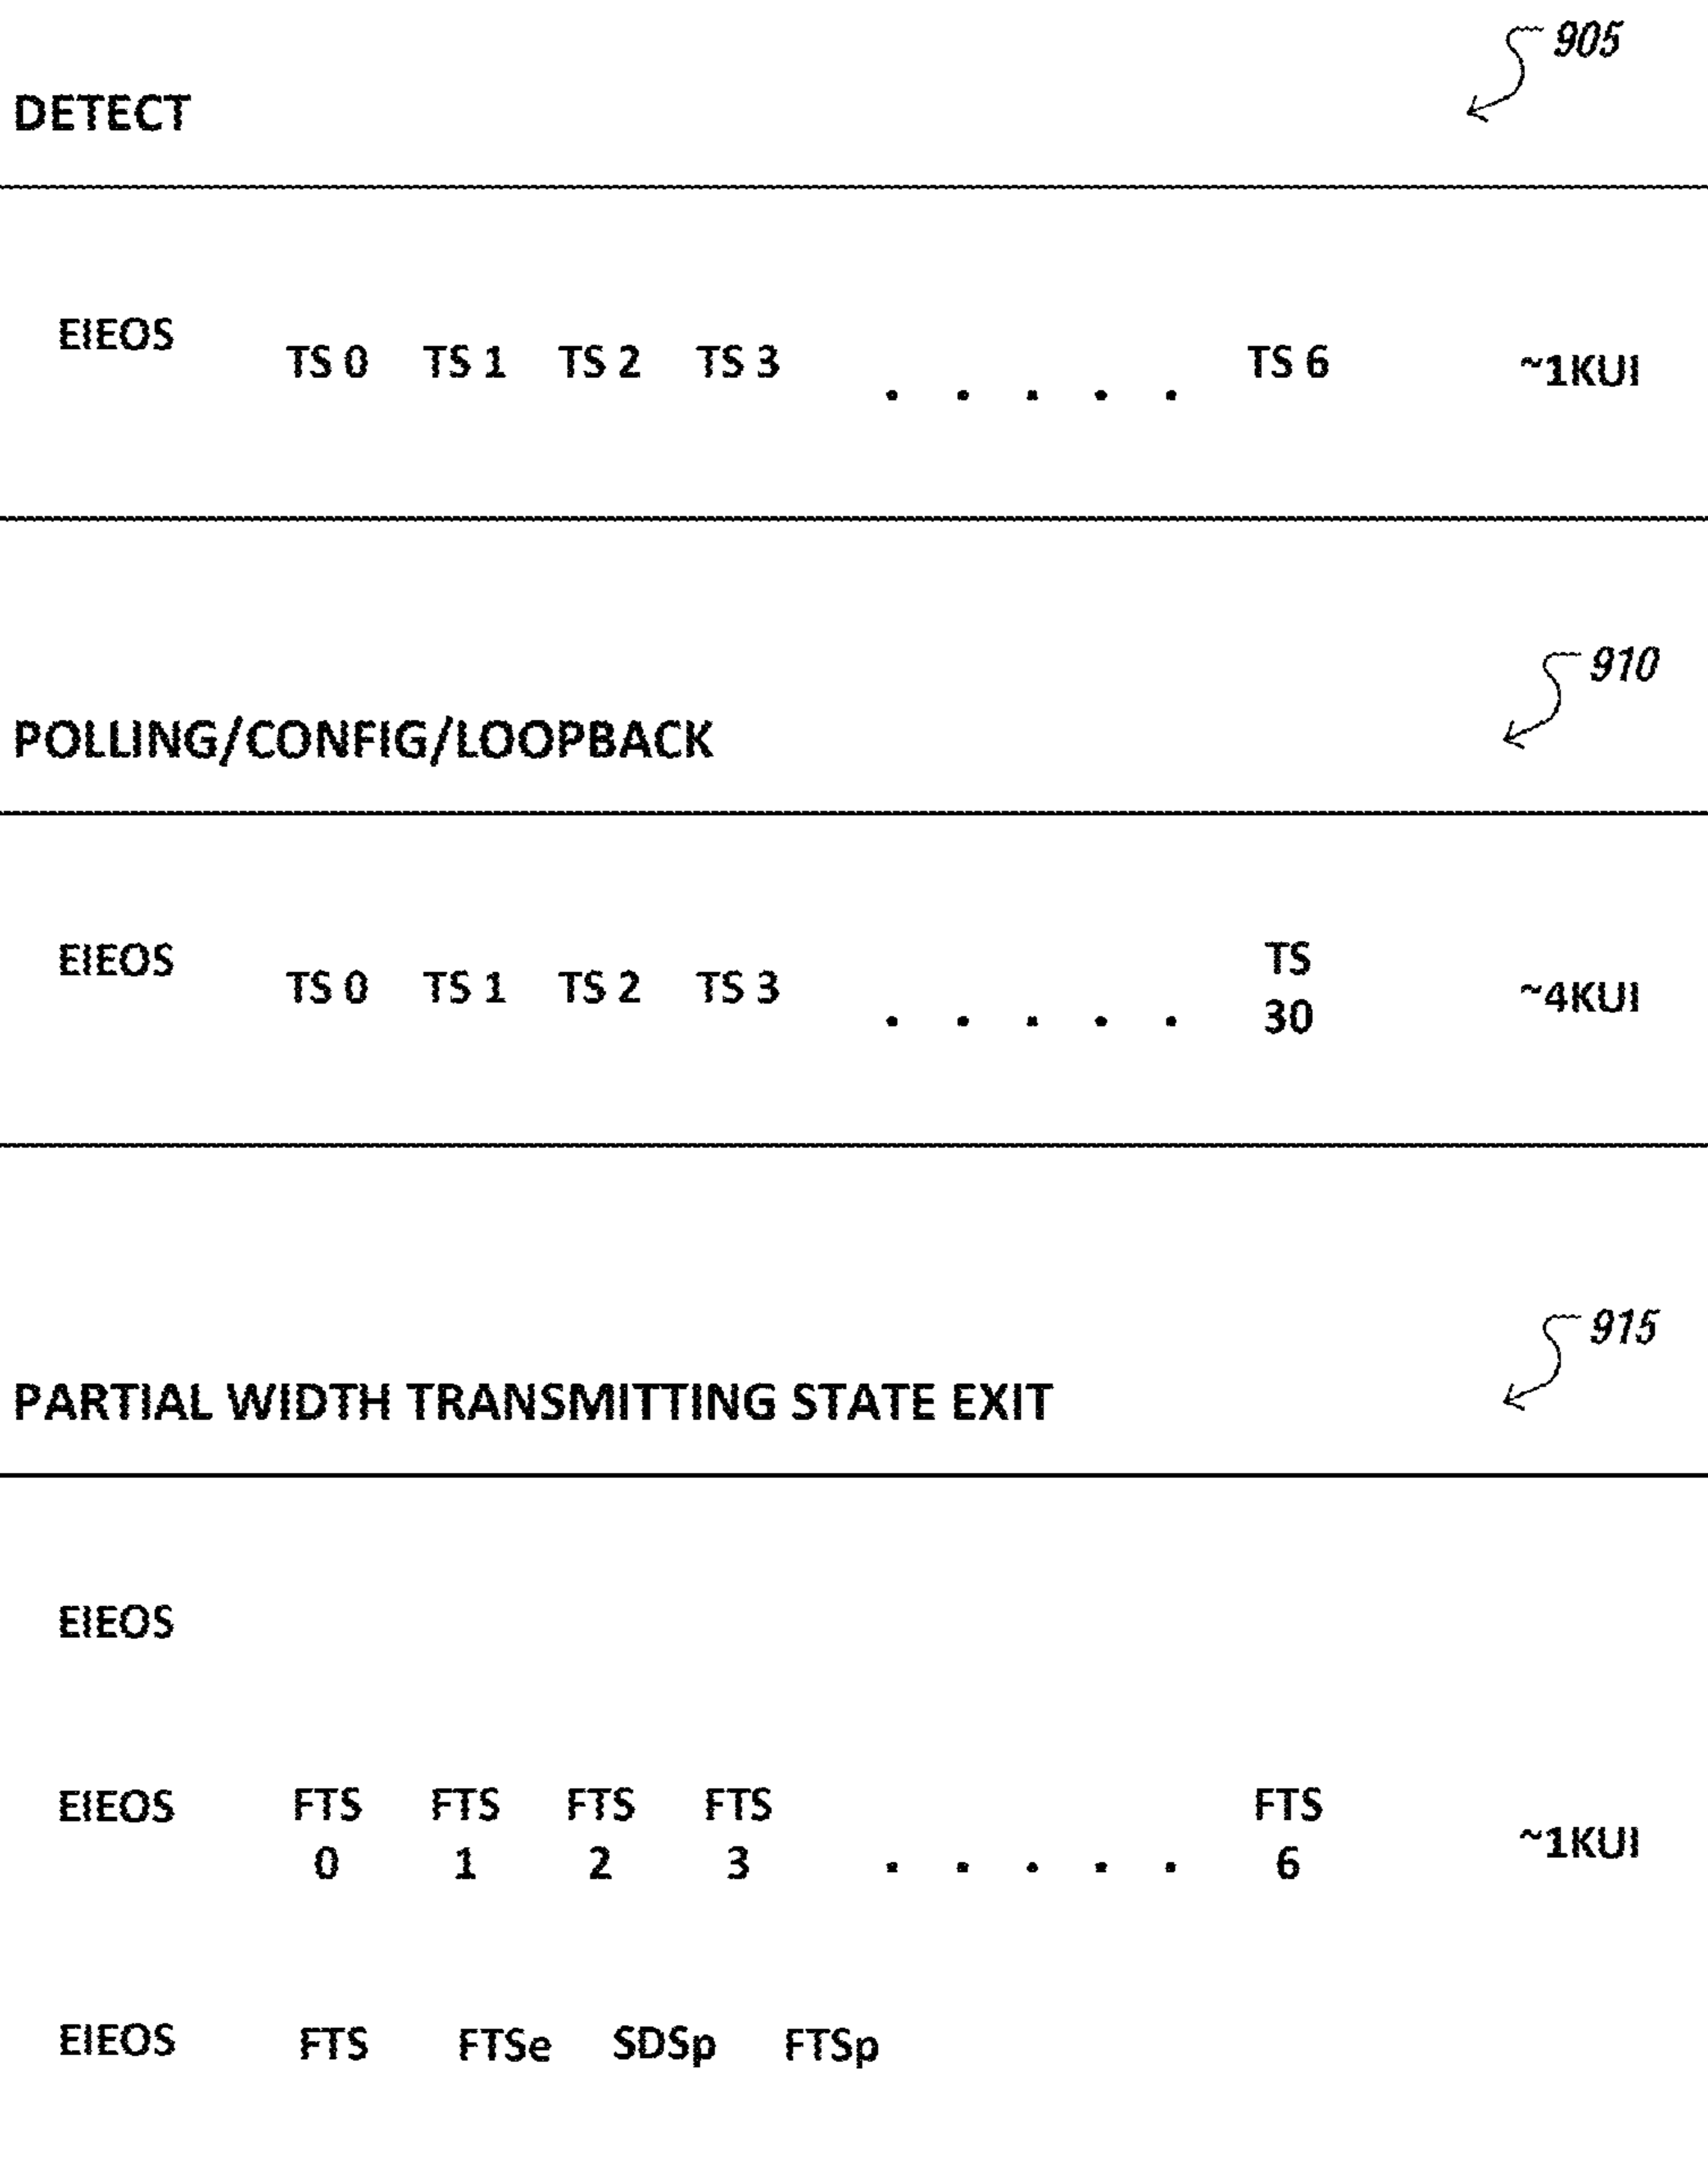 905
DETECT
EIEOS TS 0 TS 1 TS 2 TS 3 . . . . . TS 6 ~1KUI
910
POLLING/CONFIG/LOOPBACK
EIEOS TS 0 TS 1 TS 2 TS 3 . . . . . TS 30 ~4KUI
915
PARTIAL WIDTH TRANSMITTING STATE EXIT
EIEOS
EIEOS FTS 0 FTS 1 FTS 2 FTS 3 . . . . . FTS 6 ~1KUI
EIEOS FTS FTSe SDSp FTSp